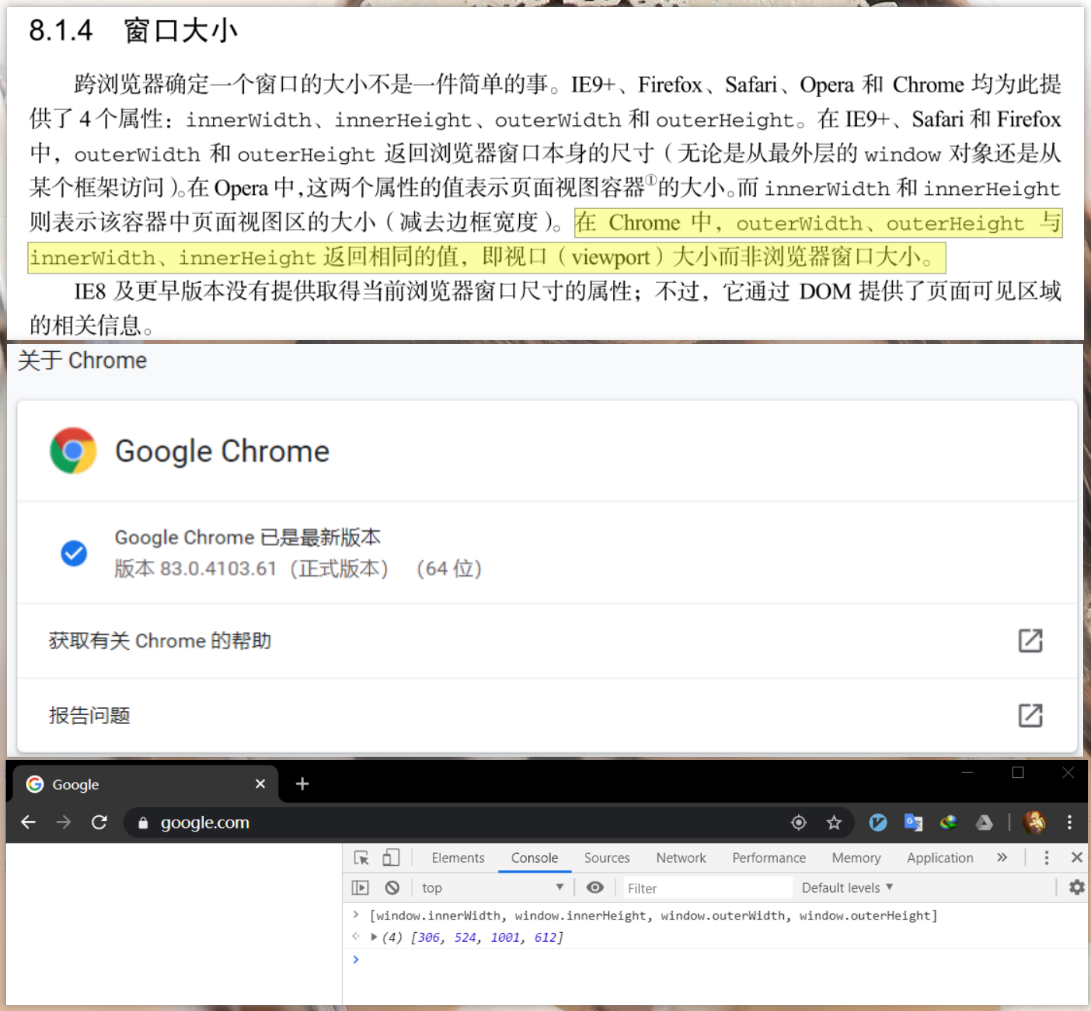 8.1.4 窗口大小
跨浏览器确定一个窗口的大小不是一件简单的事。IE9+、Firefox、Safari、Opera 和 Chrome 均为此提
供了 4 个属性：innerWidth、innerHeight、outerWidth 和 outerHeight。在 IE9+、Safari 和 Firefox
中，outerWidth 和 outerHeight 返回浏览器窗口本身的尺寸（无论是从最外层的 window 对象还是从
某个框架访问）。在 Opera 中，这两个属性的值表示页面视图容器①的大小。而 innerWidth 和 innerHeight
则表示该容器中页面视图区的大小（减去边框宽度）。在 Chrome 中，outerWidth、outerHeight 与
innerWidth、innerHeight 返回相同的值，即视口（viewport）大小而非浏览器窗口大小。
IE8 及更早版本没有提供取得当前浏览器窗口尺寸的属性；不过，它通过 DOM 提供了页面可见区域
的相关信息。
关于 Chrome
Google Chrome
Google Chrome 已是最新版本
版本 83.0.4103.61（正式版本） （64 位）
获取有关 Chrome 的帮助
报告问题
Google
google.com
Elements Console Sources Network Performance Memory Application »
top Filter Default levels ▼
> [window.innerWidth, window.innerHeight, window.outerWidth, window.outerHeight]
(4) [306, 524, 1001, 612]
>